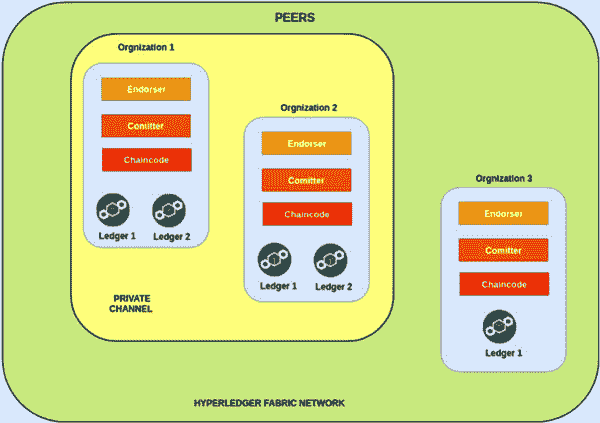 PEERS
Orgnization 1
Endorser
Comitter
Chaincode
Ledger 1
Ledger 2
Orgnization 2
Endorser
Comitter
Chaincode
Ledger 1
Ledger 2
Orgnization 3
Endorser
Comitter
Chaincode
Ledger 1
PRIVATE
CHANNEL
HYPERLEDGER FABRIC NETWORK